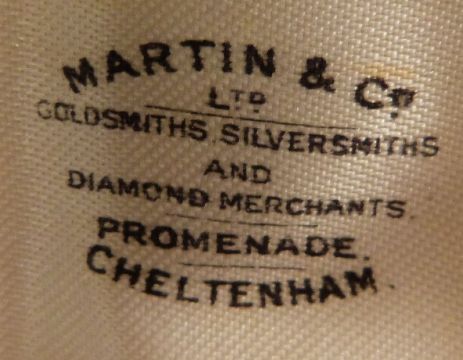 MARTIN & Co
LTD
GOLDSMITHS, SILVERSMITHS
AND
DIAMOND MERCHANTS.
PROMENADE.
CHELTENHAM.